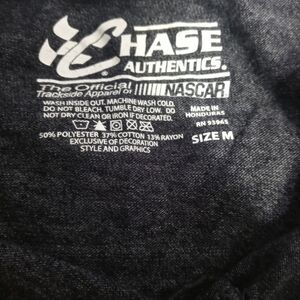 CHASE
AUTHENTICS®
The Official
Trackside Apparel of NASCAR
WASH INSIDE OUT. MACHINE WASH COLD.
DO NOT BLEACH. TUMBLE DRY LOW. DO
NOT DRY CLEAN OR IRON IF DECORATED.
50% POLYESTER 37% COTTON 13% RAYON
EXCLUSIVE OF DECORATION
STYLE AND GRAPHICS
MADE IN
HONDURAS
RN 93945
SIZE M